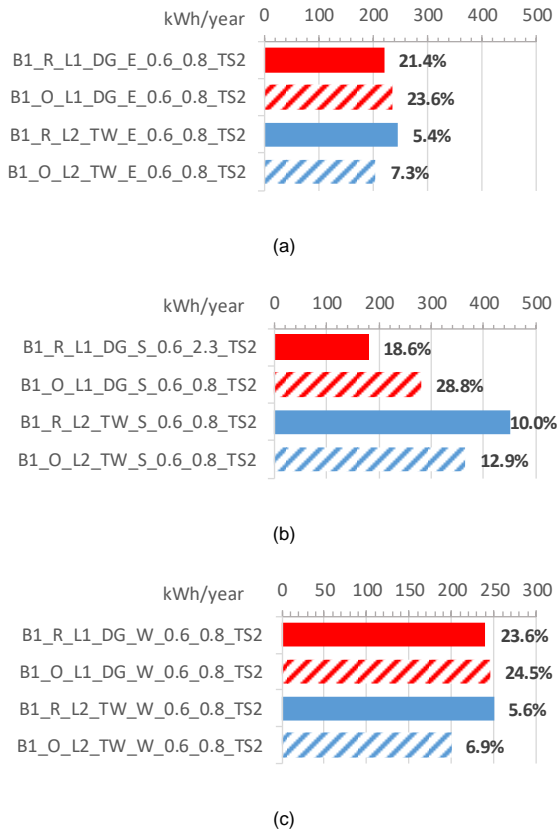 kWh/year 0 100 200 300 400 500
B1_R_L1_DG_E_0.6_0.8_TS2 21.4%
B1_O_L1_DG_E_0.6_0.8_TS2 23.6%
B1_R_L2_TW_E_0.6_0.8_TS2 5.4%
B1_O_L2_TW_E_0.6_0.8_TS2 7.3%
(a)
kWh/year 0 100 200 300 400 500
B1_R_L1_DG_S_0.6_2.3_TS2 18.6%
B1_O_L1_DG_S_0.6_0.8_TS2 28.8%
B1_R_L2_TW_S_0.6_0.8_TS2 10.0%
B1_O_L2_TW_S_0.6_0.8_TS2 12.9%
(b)
kWh/year 0 50 100 150 200 250 300
B1_R_L1_DG_W_0.6_0.8_TS2 23.6%
B1_O_L1_DG_W_0.6_0.8_TS2 24.5%
B1_R_L2_TW_W_0.6_0.8_TS2 5.6%
B1_O_L2_TW_W_0.6_0.8_TS2 6.9%
(c)